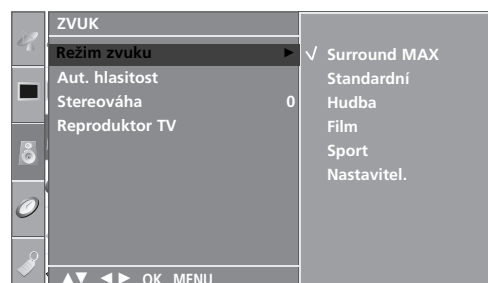 ZVUK
Režim zvuku ►
Aut. hlasitost
Stereováha 0
Reproduktor TV
▲▼ ◄► OK MENU
√ Surround MAX
Standardní
Hudba
Film
Sport
Nastavitel.